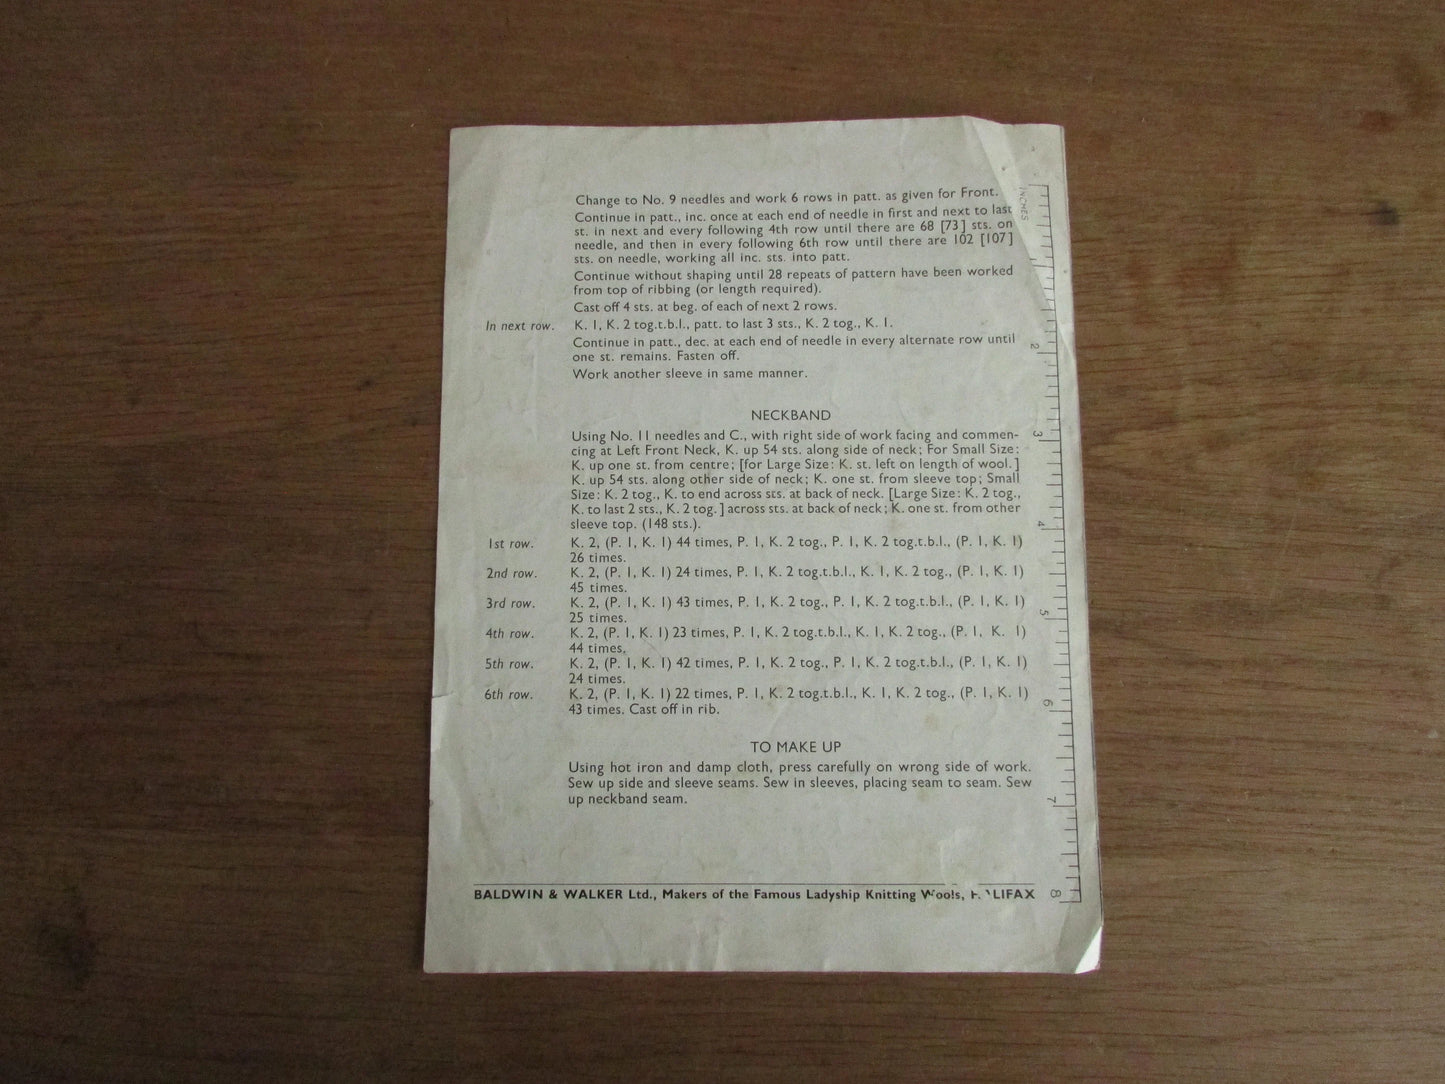 Change to No. 9 needles and work 6 rows in patt. as given for Front.
Continue in patt., inc. once at each end of needle in first and next to last
st. in next and every following 4th row until there are 68 [73] sts. on
needle, and then in every following 6th row until there are 102 [107]
sts. on needle, working all inc. sts. into patt.
Continue without shaping until 28 repeats of pattern have been worked
from top of ribbing (or length required).
Cast off 4 sts. at beg. of each of next 2 rows.
In next row. K. 1, K. 2 tog.t.b.l., patt. to last 3 sts., K. 2 tog., K. 1.
Continue in patt., dec. at each end of needle in every alternate row until
one st. remains. Fasten off.
Work another sleeve in same manner.
NECKBAND
Using No. 11 needles and C., with right side of work facing and commen-
cing at Left Front Neck, K. up 54 sts. along side of neck; For Small Size:
K. up one st. from centre; [for Large Size: K. st. left on length of wool.]
K. up 54 sts. along other side of neck; K. one st. from sleeve top; Small
Size: K. 2 tog., K. to end across sts. at back of neck. [Large Size: K. 2 tog.,
K. to last 2 sts., K. 2 tog.] across sts. at back of neck; K. one st. from other
sleeve top. (148 sts.).
1st row. K. 2, (P. 1, K. 1) 44 times, P. 1, K. 2 tog., P. 1, K. 2 tog.t.b.l., (P. 1, K. 1)
26 times.
2nd row. K. 2, (P. 1, K. 1) 24 times, P. 1, K. 2 tog.t.b.l., K. 1, K. 2 tog., (P. 1, K. 1)
45 times.
3rd row. K. 2, (P. 1, K. 1) 43 times, P. 1, K. 2 tog., P. 1, K. 2 tog.t.b.l., (P. 1, K. 1)
25 times.
4th row. K. 2, (P. 1, K. 1) 23 times, P. 1, K. 2 tog.t.b.l., K. 1, K. 2 tog., (P. 1, K. 1)
44 times.
5th row. K. 2, (P. 1, K. 1) 42 times, P. 1, K. 2 tog., P. 1, K. 2 tog.t.b.l., (P. 1, K. 1)
24 times.
6th row. K. 2, (P. 1, K. 1) 22 times, P. 1, K. 2 tog.t.b.l., K. 1, K. 2 tog., (P. 1, K. 1)
43 times. Cast off in rib.
TO MAKE UP
Using hot iron and damp cloth, press carefully on wrong side of work.
Sew up side and sleeve seams. Sew in sleeves, placing seam to seam. Sew
up neckband seam.
BALDWIN & WALKER Ltd., Makers of the Famous Ladyship Knitting Wools, HALIFAX
INCHES
2
3
4
5
6
7
8